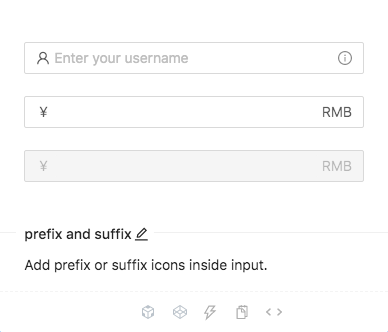 Enter your username
¥ RMB
¥ RMB
prefix and suffix
Add prefix or suffix icons inside input.